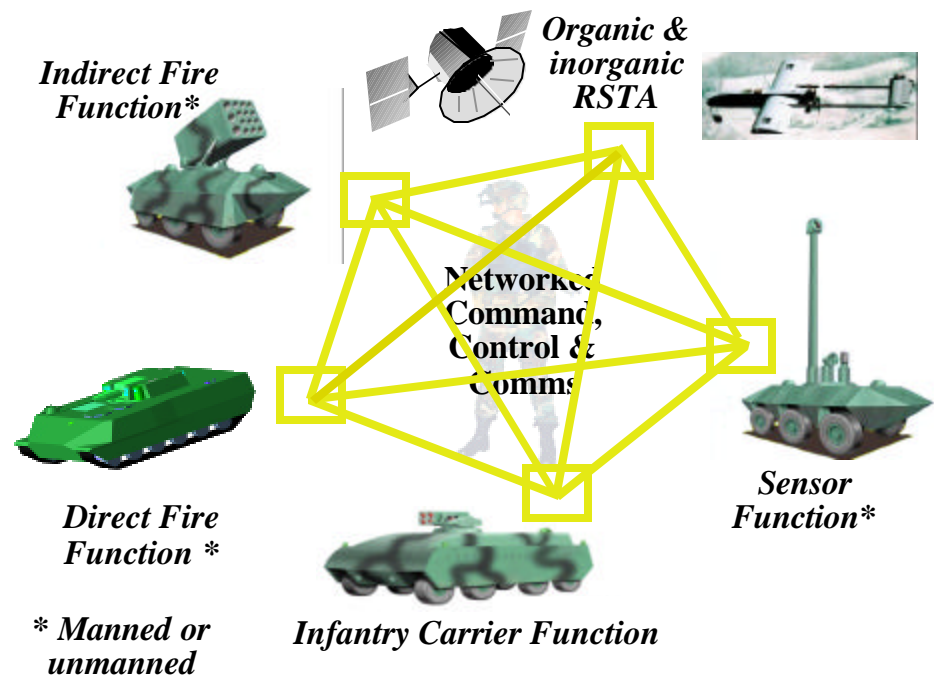 Organic &
inorganic
RSTA
Indirect Fire
Function*
Networked
Command,
Control &
Comms
Sensor
Function*
Direct Fire
Function *
Infantry Carrier Function
* Manned or
unmanned